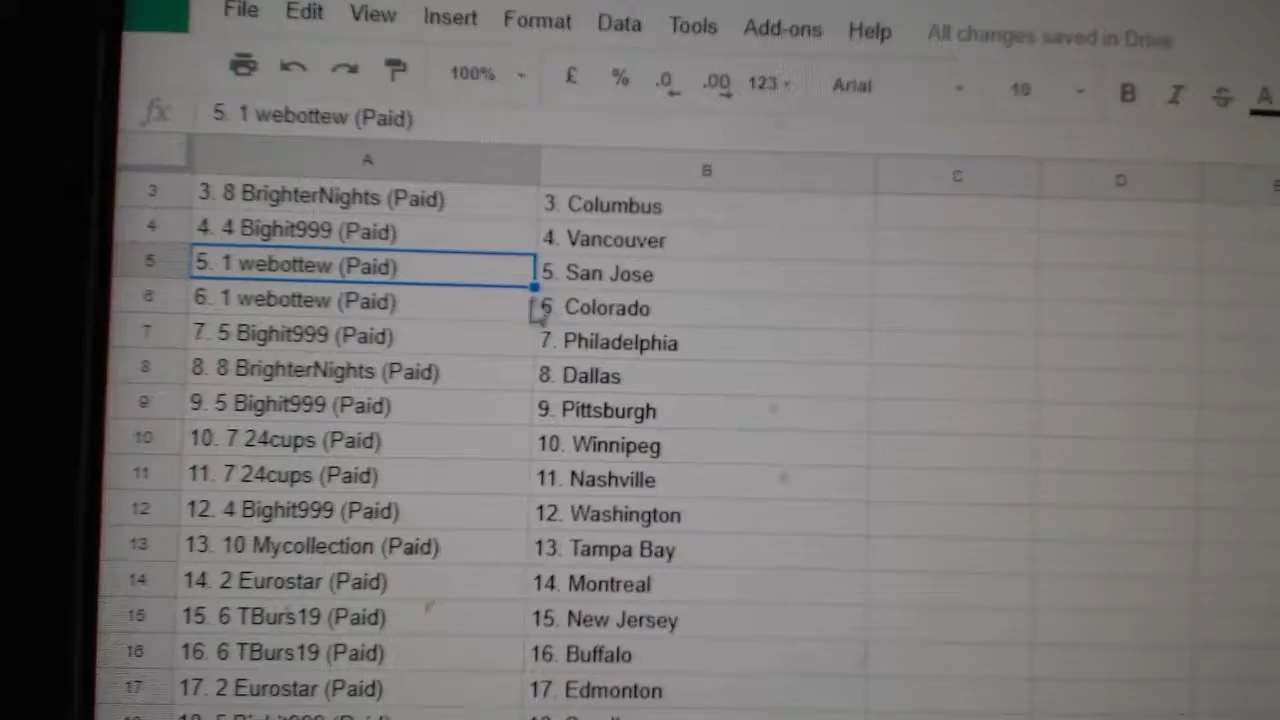 File Edit View Insert Format Data Tools Add-ons Help All changes saved in Drive
100% £ % .0 .00 123 Arial 10 B I S A
fx 5. 1 webottew (Paid)
A B C D
3 3. 8 BrighterNights (Paid) 3. Columbus
4 4. 4 Bighit999 (Paid) 4. Vancouver
5 5. 1 webottew (Paid) 5. San Jose
6 6. 1 webottew (Paid) 6. Colorado
7 7. 5 Bighit999 (Paid) 7. Philadelphia
8 8. 8 BrighterNights (Paid) 8. Dallas
9 9. 5 Bighit999 (Paid) 9. Pittsburgh
10 10. 7 24cups (Paid) 10. Winnipeg
11 11. 7 24cups (Paid) 11. Nashville
12 12. 4 Bighit999 (Paid) 12. Washington
13 13. 10 Mycollection (Paid) 13. Tampa Bay
14 14. 2 Eurostar (Paid) 14. Montreal
15 15. 6 TBurs19 (Paid) 15. New Jersey
16 16. 6 TBurs19 (Paid) 16. Buffalo
17 17. 2 Eurostar (Paid) 17. Edmonton